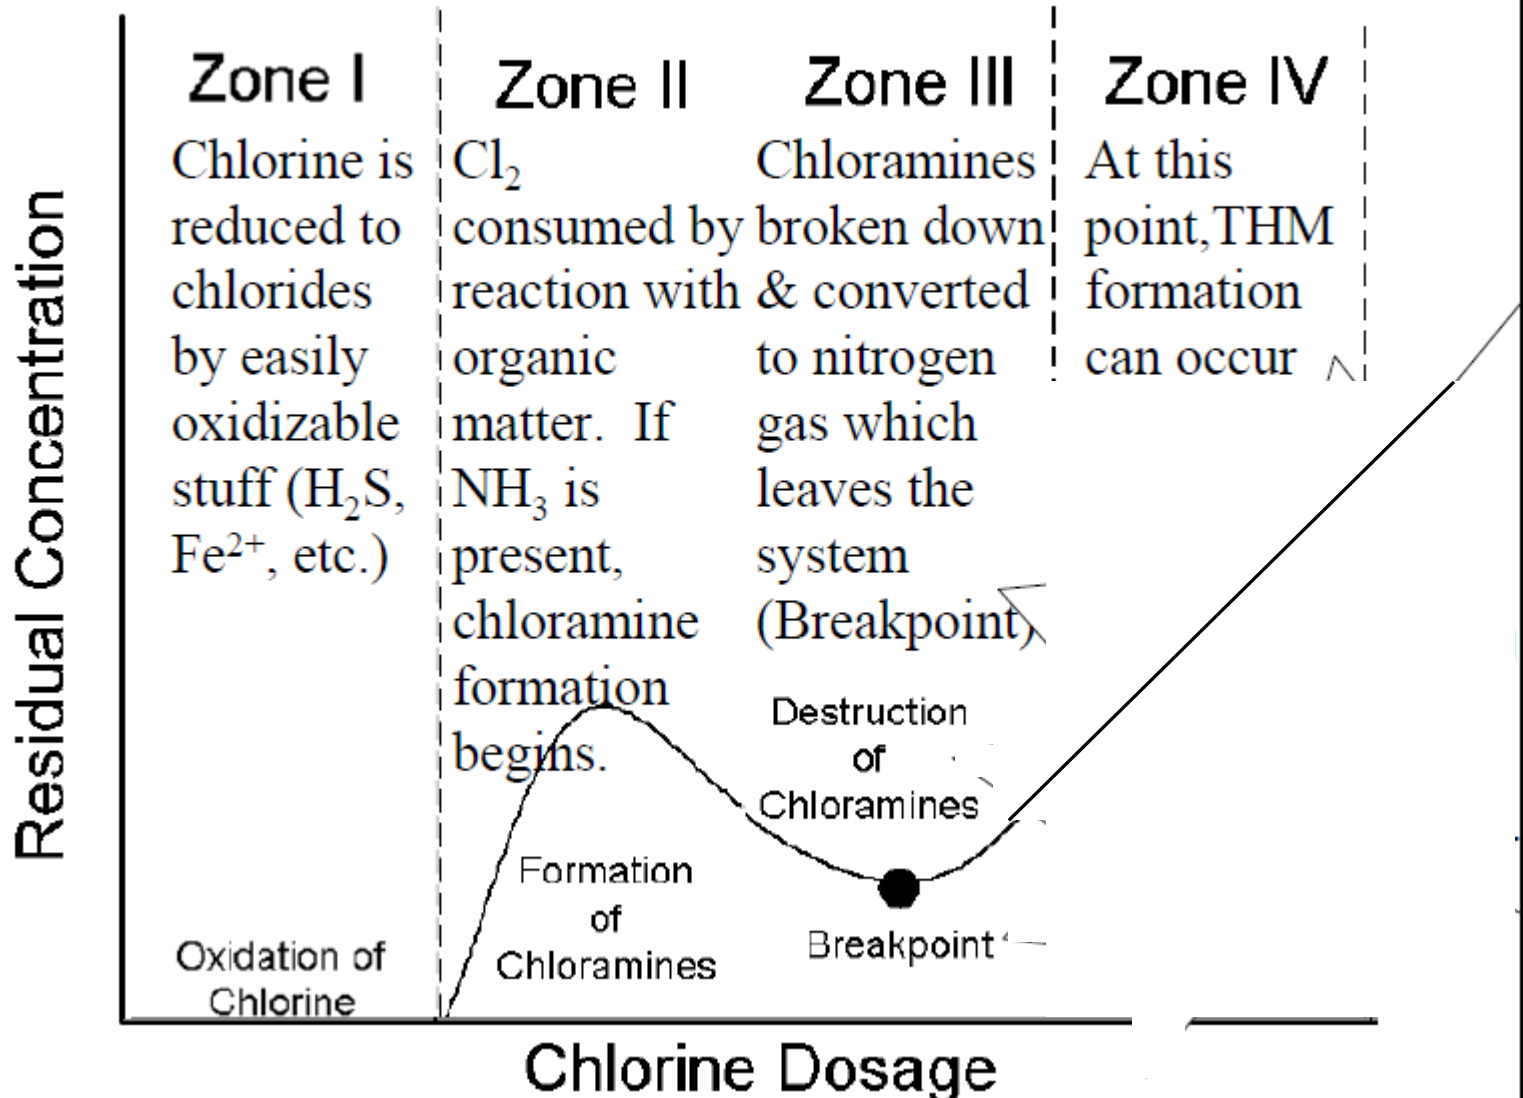 Residual Concentration
Zone I
Chlorine is
reduced to
chlorides
by easily
oxidizable
stuff (H₂S,
Fe²⁺, etc.)
Oxidation of
Chlorine
Zone II
Cl₂
consumed by
reaction with
organic
matter.  If
NH₃ is
present,
chloramine
formation
begins.
Formation
of
Chloramines
Zone III
Chloramines
broken down
& converted
to nitrogen
gas which
leaves the
system
(Breakpoint)
Destruction
of
Chloramines
Breakpoint
Zone IV
At this
point,THM
formation
can occur
Chlorine Dosage